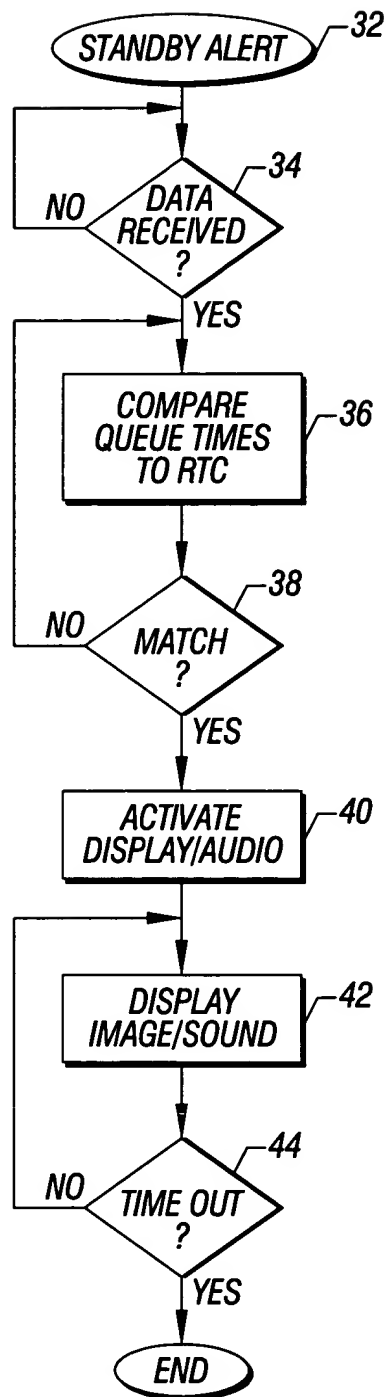 STANDBY ALERT
32
34
DATA
RECEIVED
?
NO
YES
COMPARE
QUEUE TIMES
TO RTC
36
38
NO
MATCH
?
YES
ACTIVATE
DISPLAY/AUDIO
40
DISPLAY
IMAGE/SOUND
42
44
NO
TIME OUT
?
YES
END